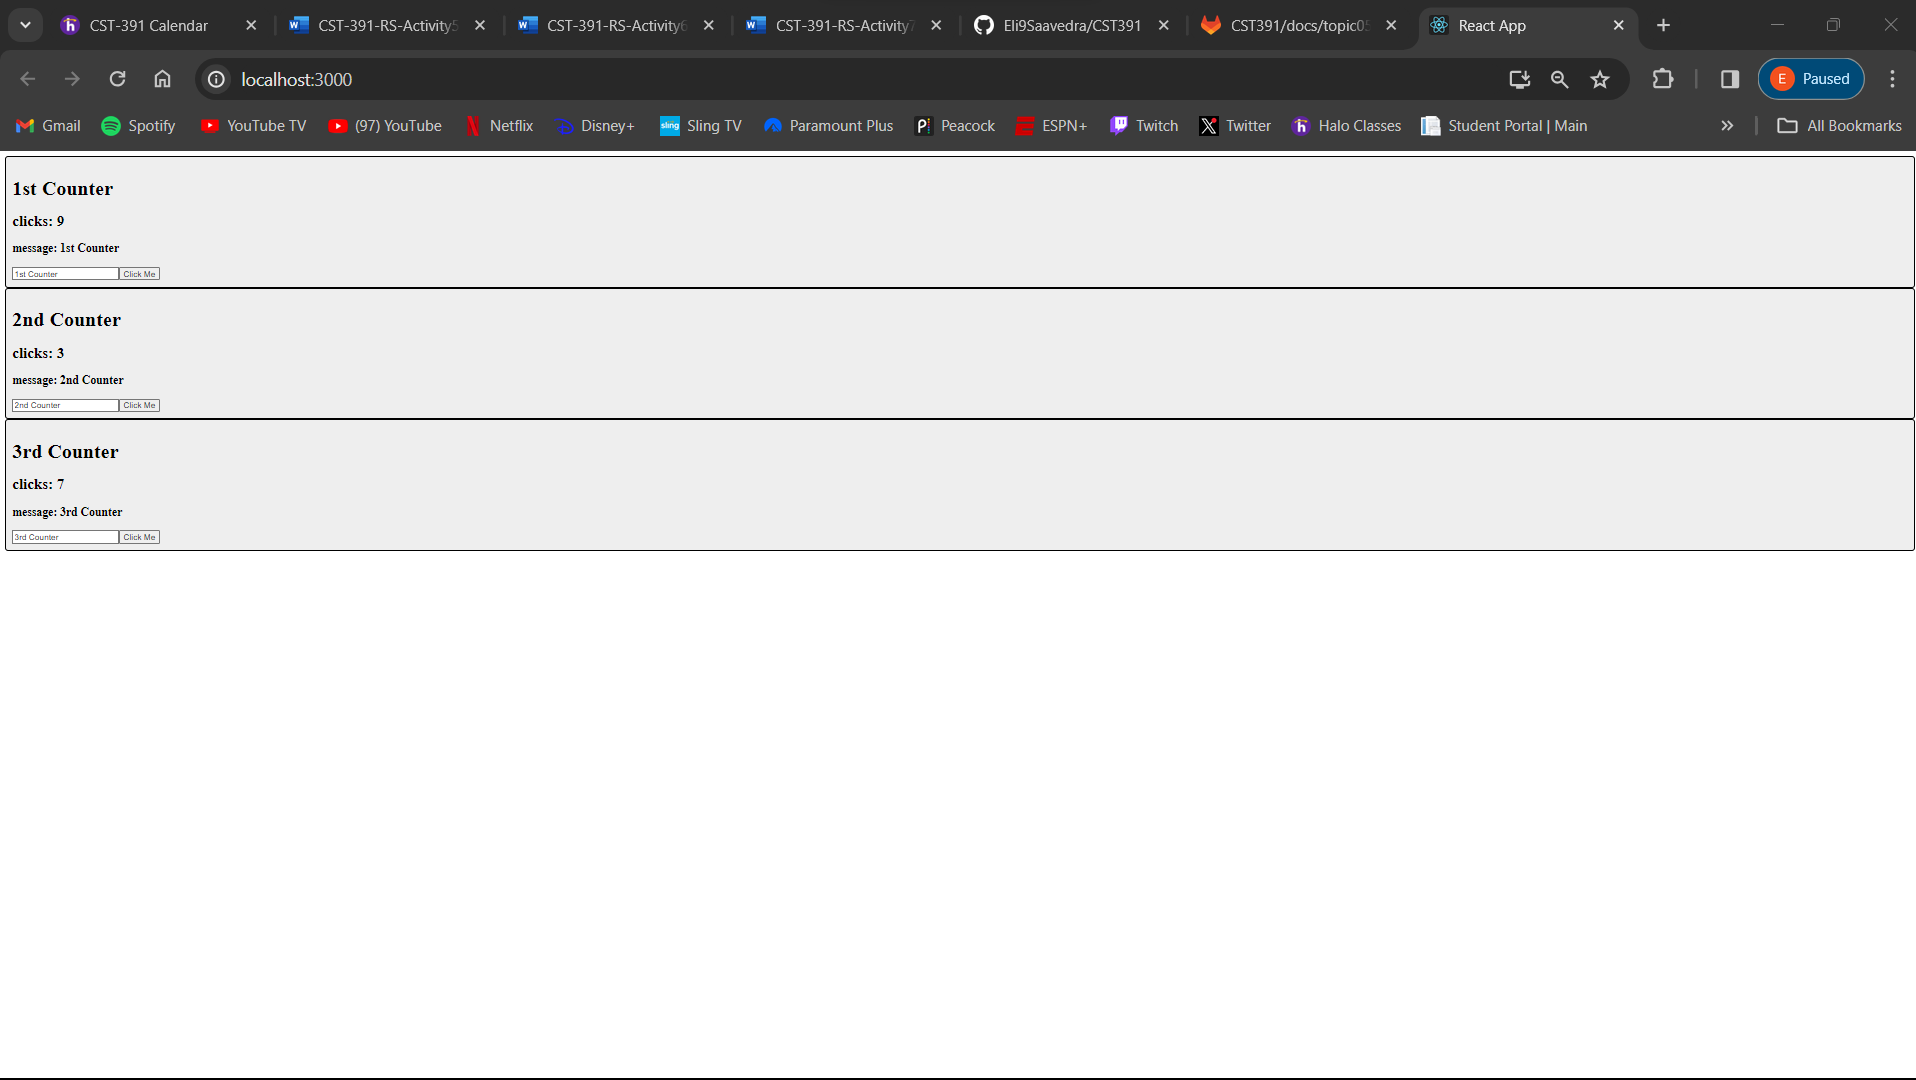 CST-391 Calendar CST-391-RS-Activity5 CST-391-RS-Activity6 CST-391-RS-Activity7 Eli9Saavedra/CST391 CST391/docs/topic05 React App
localhost:3000 E Paused
Gmail Spotify YouTube TV (97) YouTube Netflix Disney+ sling Sling TV Paramount Plus Peacock ESPN+ Twitch Twitter Halo Classes Student Portal | Main All Bookmarks
1st Counter
clicks: 9
message: 1st Counter
1st Counter Click Me
2nd Counter
clicks: 3
message: 2nd Counter
2nd Counter Click Me
3rd Counter
clicks: 7
message: 3rd Counter
3rd Counter Click Me